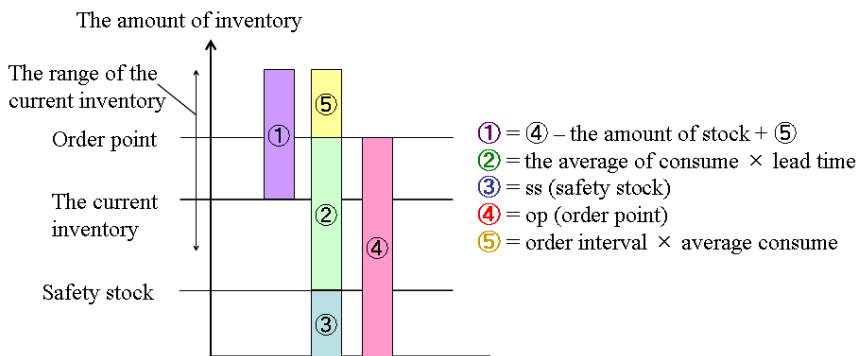 The amount of inventory
The range of the
current inventory
Order point
The current
inventory
Safety stock
①
⑤
②
④
③
① = ④ – the amount of stock + ⑤
② = the average of consume × lead time
③ = ss (safety stock)
④ = op (order point)
⑤ = order interval × average consume